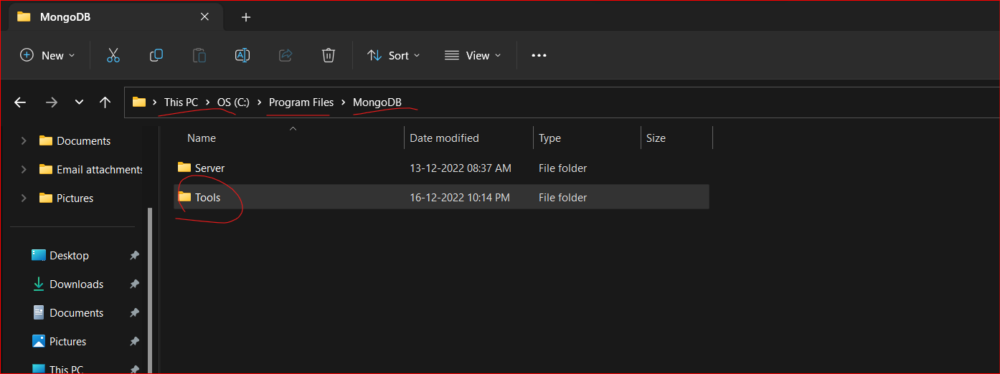 MongoDB
New
Sort
View
This PC > OS (C:) > Program Files > MongoDB
Documents
Email attachments
Pictures
Desktop
Downloads
Documents
Pictures
This PC
Name Date modified Type Size
Server 13-12-2022 08:37 AM File folder
Tools 16-12-2022 10:14 PM File folder